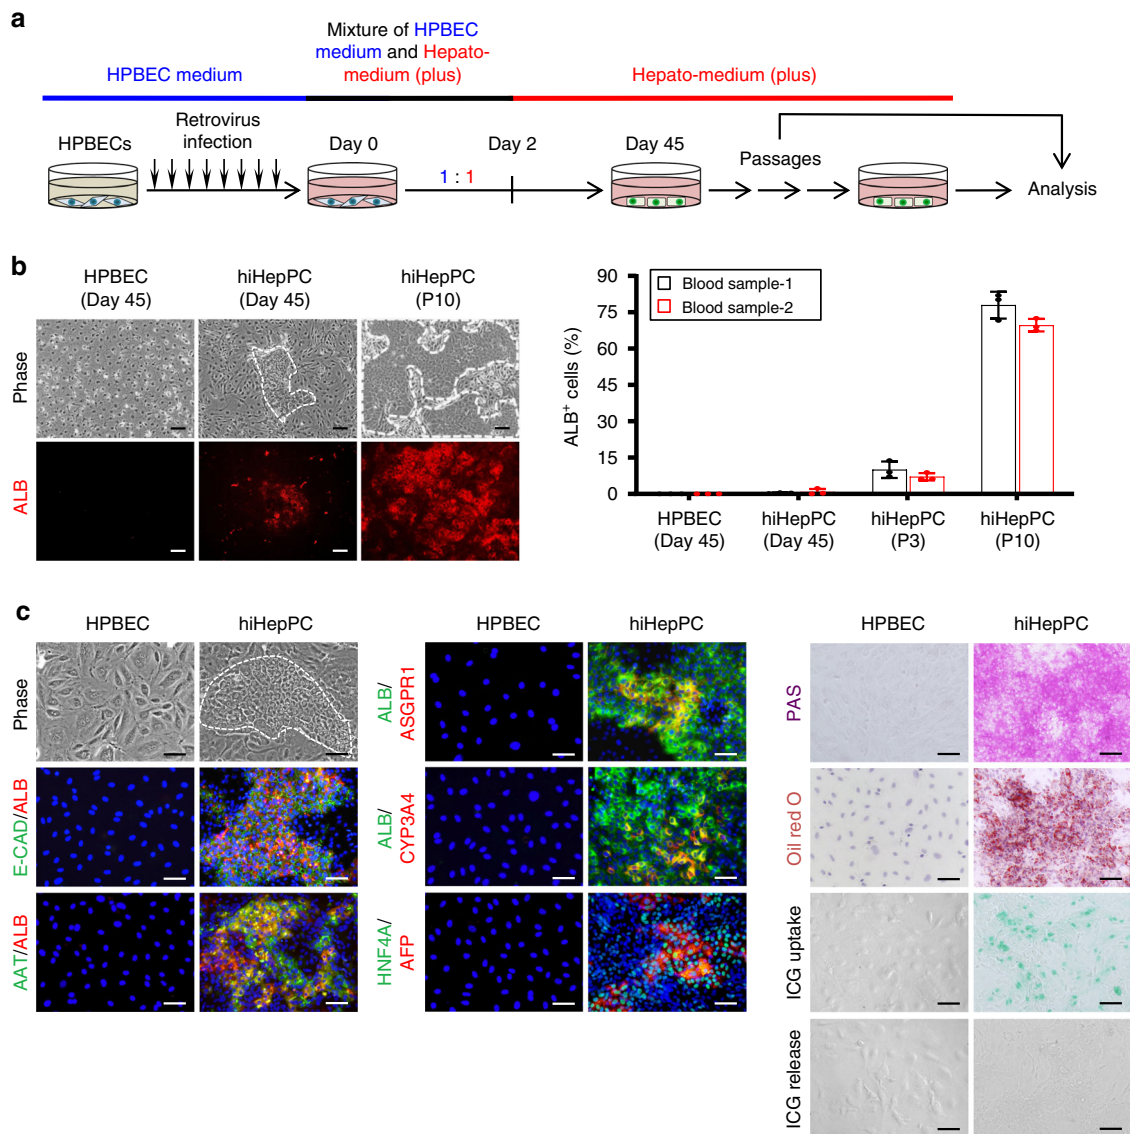 a
Mixture of HPBEC
medium and Hepato-
medium (plus)
HPBEC medium
Hepato-medium (plus)
Retrovirus
infection
HPBECs
Day 0
Day 2
Day 45
Passages
1 : 1
Analysis
b
HPBEC
(Day 45)
hiHepPC
(Day 45)
hiHepPC
(P10)
Phase
ALB
ALB+ cells (%)
90
75
60
45
30
15
0
Blood sample-1
Blood sample-2
HPBEC
(Day 45)
hiHepPC
(Day 45)
hiHepPC
(P3)
hiHepPC
(P10)
c
HPBEC
hiHepPC
Phase
E-CAD/ALB
AAT/ALB
HPBEC
hiHepPC
ALB/
ASGPR1
ALB/
CYP3A4
HNF4A/
AFP
HPBEC
hiHepPC
PAS
Oil red O
ICG uptake
ICG release